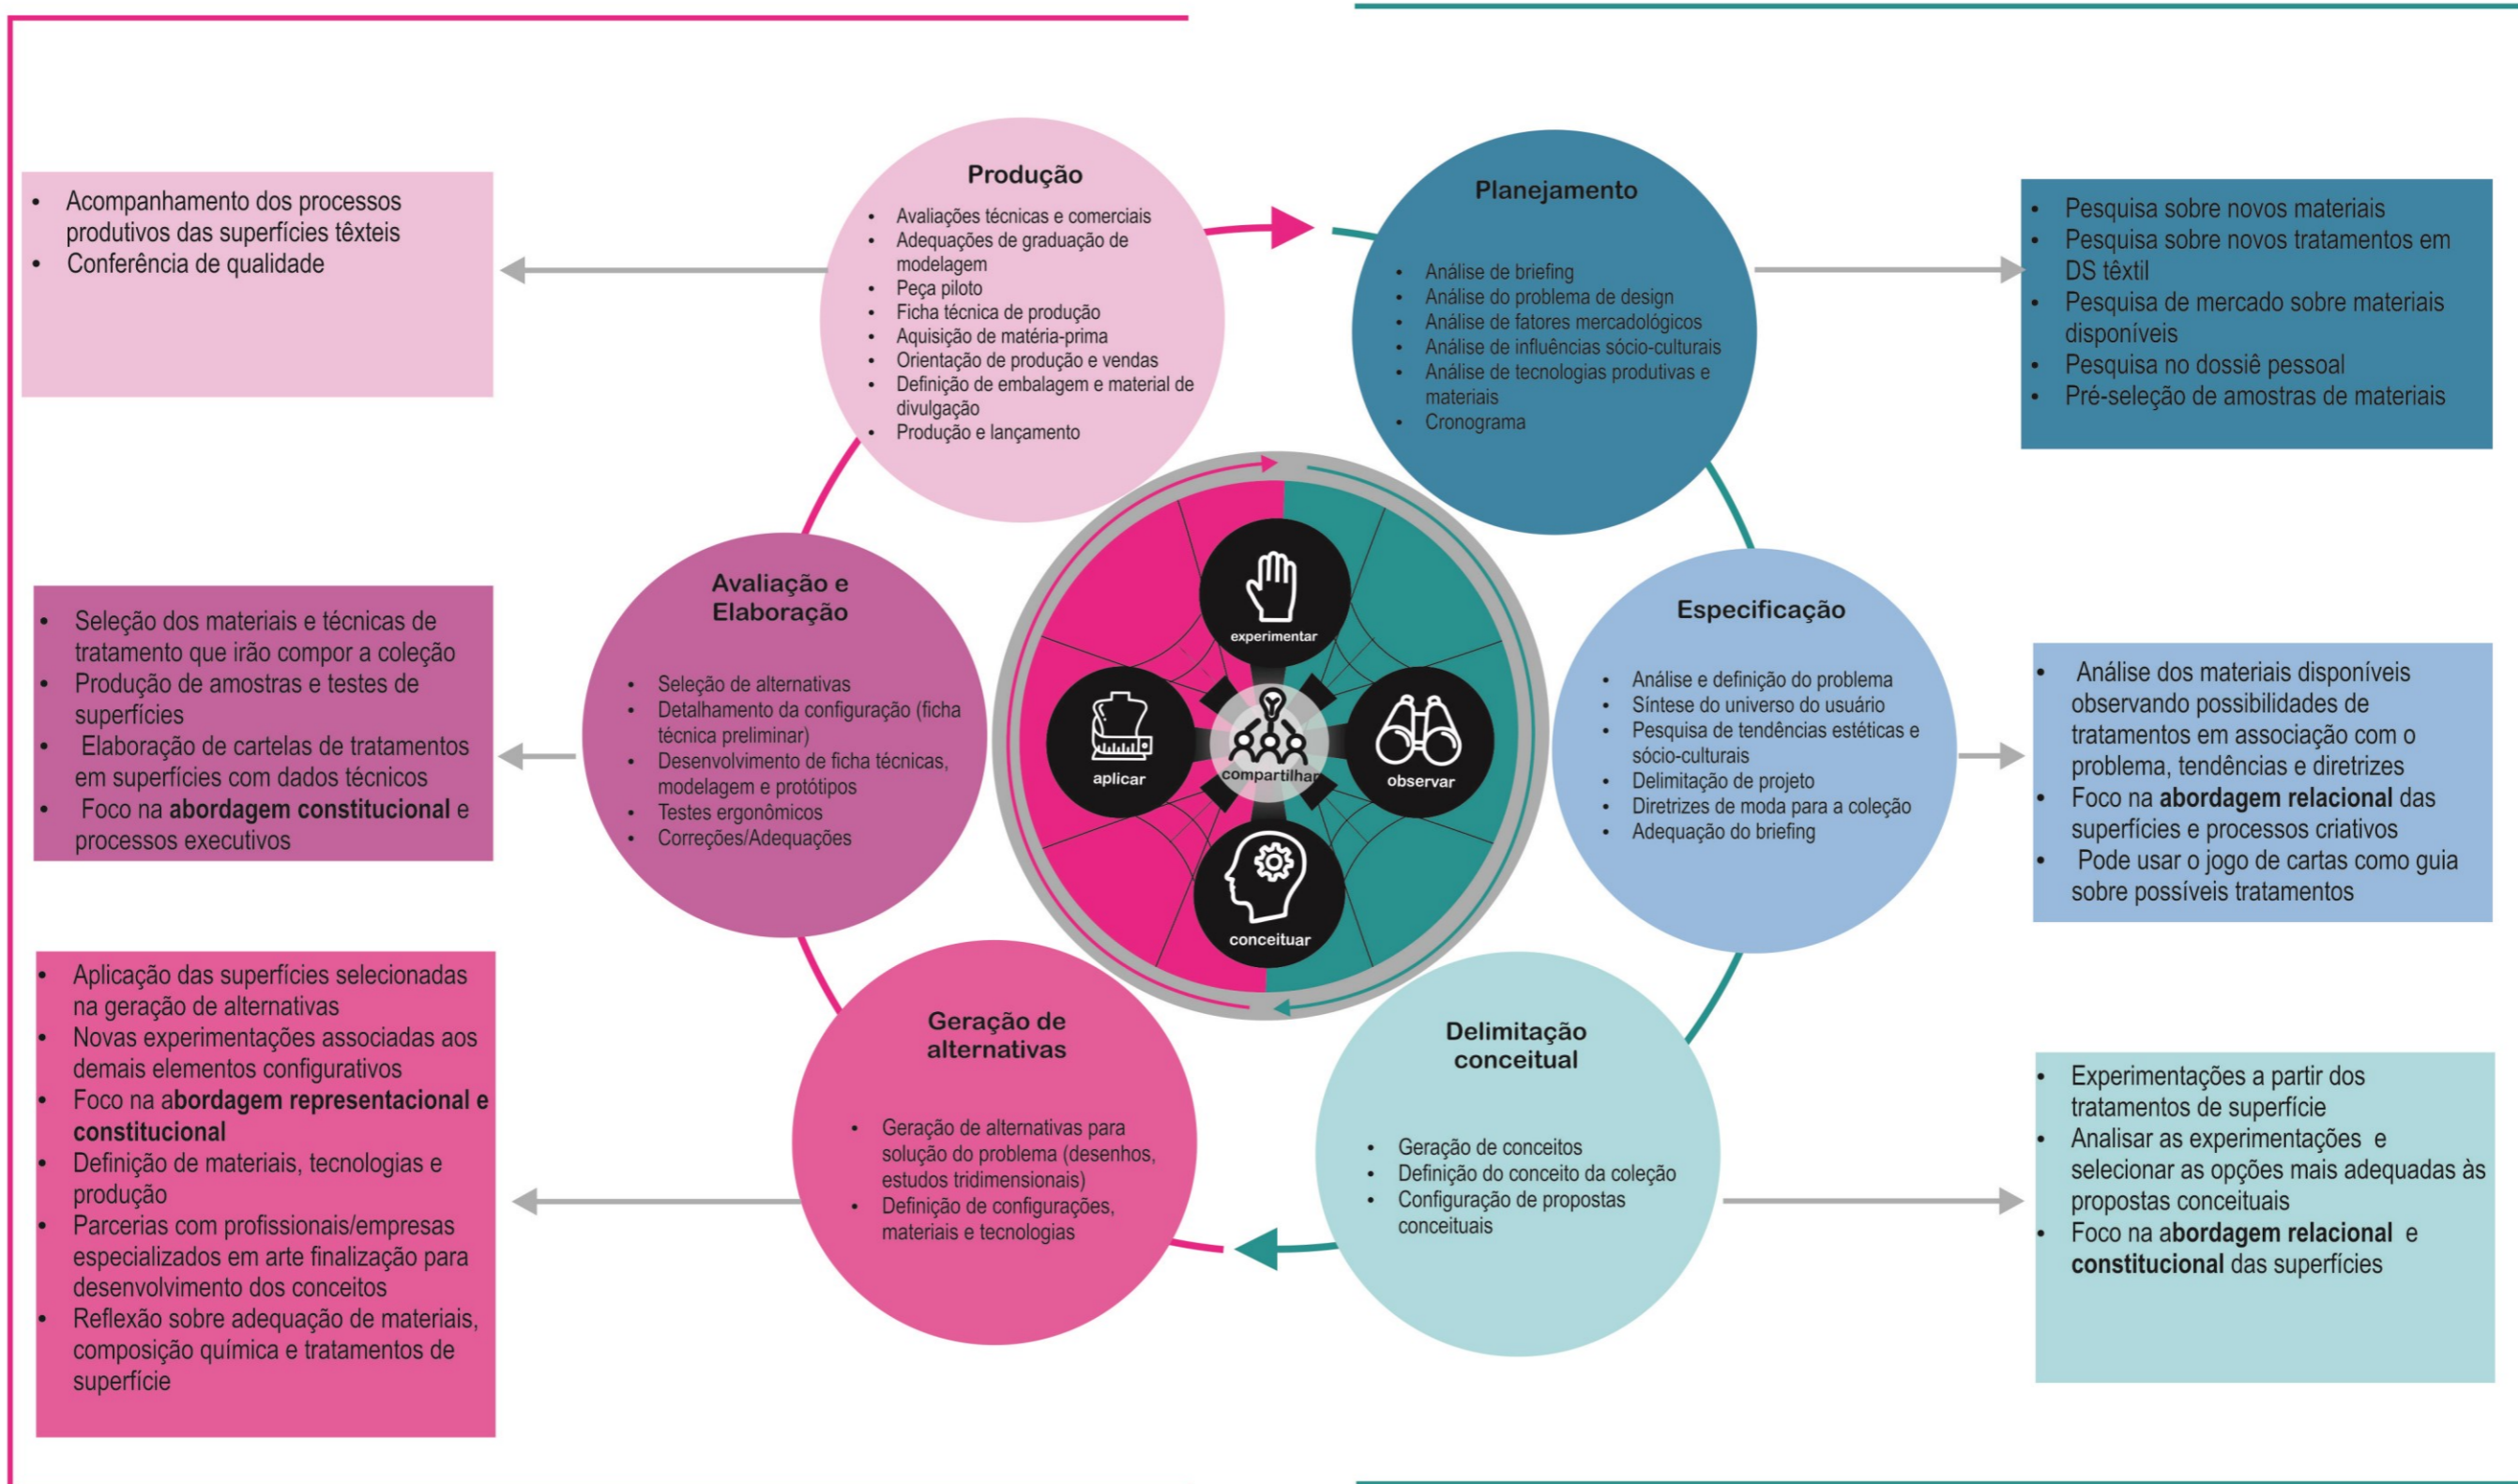 Produção
• Avaliações técnicas e comerciais
• Adequações de graduação de
modelagem
• Peça piloto
• Ficha técnica de produção
• Aquisição de matéria-prima
• Orientação de produção e vendas
• Definição de embalagem e material de
divulgação
• Produção e lançamento
• Acompanhamento dos processos
produtivos das superfícies têxteis
• Conferência de qualidade
Planejamento
• Análise de briefing
• Análise do problema de design
• Análise de fatores mercadológicos
• Análise de influências sócio-culturais
• Análise de tecnologias produtivas e
materiais
• Cronograma
• Pesquisa sobre novos materiais
• Pesquisa sobre novos tratamentos em
DS têxtil
• Pesquisa de mercado sobre materiais
disponíveis
• Pesquisa no dossiê pessoal
• Pré-seleção de amostras de materiais
Avaliação e
Elaboração
• Seleção de alternativas
• Detalhamento da configuração (ficha
técnica preliminar)
• Desenvolvimento de ficha técnicas,
modelagem e protótipos
• Testes ergonômicos
• Correções/Adequações
• Seleção dos materiais e técnicas de
tratamento que irão compor a coleção
• Produção de amostras e testes de
superfícies
• Elaboração de cartelas de tratamentos
em superfícies com dados técnicos
• Foco na abordagem constitucional e
processos executivos
experimentar
aplicar
compartilhar
observar
conceituar
Especificação
• Análise e definição do problema
• Síntese do universo do usuário
• Pesquisa de tendências estéticas e
sócio-culturais
• Delimitação de projeto
• Diretrizes de moda para a coleção
• Adequação do briefing
• Análise dos materiais disponíveis
observando possibilidades de
tratamentos em associação com o
problema, tendências e diretrizes
• Foco na abordagem relacional das
superfícies e processos criativos
• Pode usar o jogo de cartas como guia
sobre possíveis tratamentos
Geração de
alternativas
• Geração de alternativas para
solução do problema (desenhos,
estudos tridimensionais)
• Definição de configurações,
materiais e tecnologias
• Aplicação das superfícies selecionadas
na geração de alternativas
• Novas experimentações associadas aos
demais elementos configurativos
• Foco na abordagem representacional e
constitucional
• Definição de materiais, tecnologias e
produção
• Parcerias com profissionais/empresas
especializados em arte finalização para
desenvolvimento dos conceitos
• Reflexão sobre adequação de materiais,
composição química e tratamentos de
superfície
Delimitação
conceitual
• Geração de conceitos
• Definição do conceito da coleção
• Configuração de propostas
conceituais
• Experimentações a partir dos
tratamentos de superfície
• Analisar as experimentações e
selecionar as opções mais adequadas às
propostas conceituais
• Foco na abordagem relacional e
constitucional das superfícies